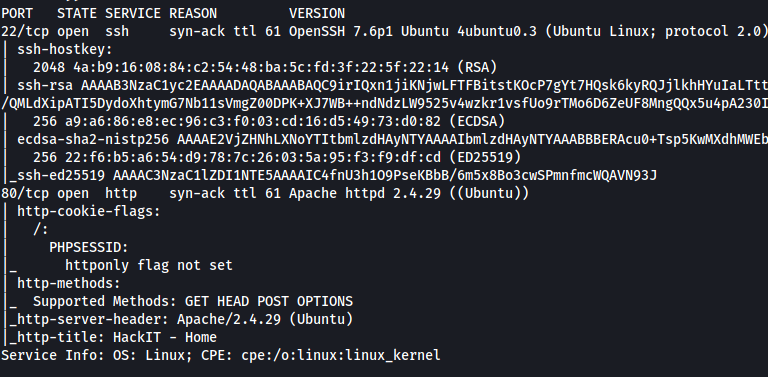 PORT   STATE SERVICE REASON         VERSION
22/tcp open  ssh     syn-ack ttl 61 OpenSSH 7.6p1 Ubuntu 4ubuntu0.3 (Ubuntu Linux; protocol 2.0)
| ssh-hostkey:
|   2048 4a:b9:16:08:84:c2:54:48:ba:5c:fd:3f:22:5f:22:14 (RSA)
| ssh-rsa AAAAB3NzaC1yc2EAAAADAQABAAABAQC9irIQxn1jiKNjwLFTFBitstKOcP7gYt7HQsk6kyRQJjlkhHYuIaLTtt
/QMLdXipATI5DydoXhtymG7Nb11sVmgZ00DPK+XJ7WB++ndNdzLW9525v4wzkr1vsfUo9rTMo6D6ZeUF8MngQQx5u4pA230I
|   256 a9:a6:86:e8:ec:96:c3:f0:03:cd:16:d5:49:73:d0:82 (ECDSA)
| ecdsa-sha2-nistp256 AAAAE2VjZHNhLXNoYTItbmlzdHAyNTYAAAAIbmlzdHAyNTYAAABBBERAcu0+Tsp5KwMXdhMWEb
|   256 22:f6:b5:a6:54:d9:78:7c:26:03:5a:95:f3:f9:df:cd (ED25519)
|_ssh-ed25519 AAAAC3NzaC1lZDI1NTE5AAAAIC4fnU3h1O9PseKBbB/6m5x8Bo3cwSPmnfmcWQAVN93J
80/tcp open  http    syn-ack ttl 61 Apache httpd 2.4.29 ((Ubuntu))
| http-cookie-flags:
|   /:
|     PHPSESSID:
|_      httponly flag not set
| http-methods:
|_  Supported Methods: GET HEAD POST OPTIONS
|_http-server-header: Apache/2.4.29 (Ubuntu)
|_http-title: HackIT - Home
Service Info: OS: Linux; CPE: cpe:/o:linux:linux_kernel